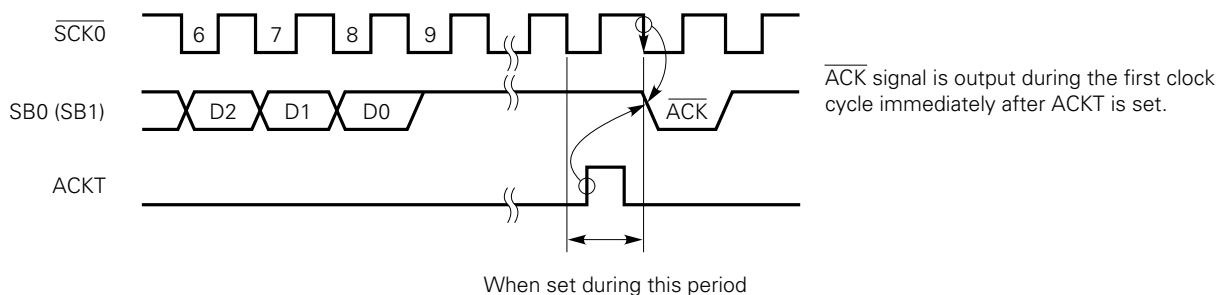 SCK0
6 7 8 9
SB0 (SB1)
D2 D1 D0 ACK
ACK signal is output during the first clock
cycle immediately after ACKT is set.
ACKT
When set during this period